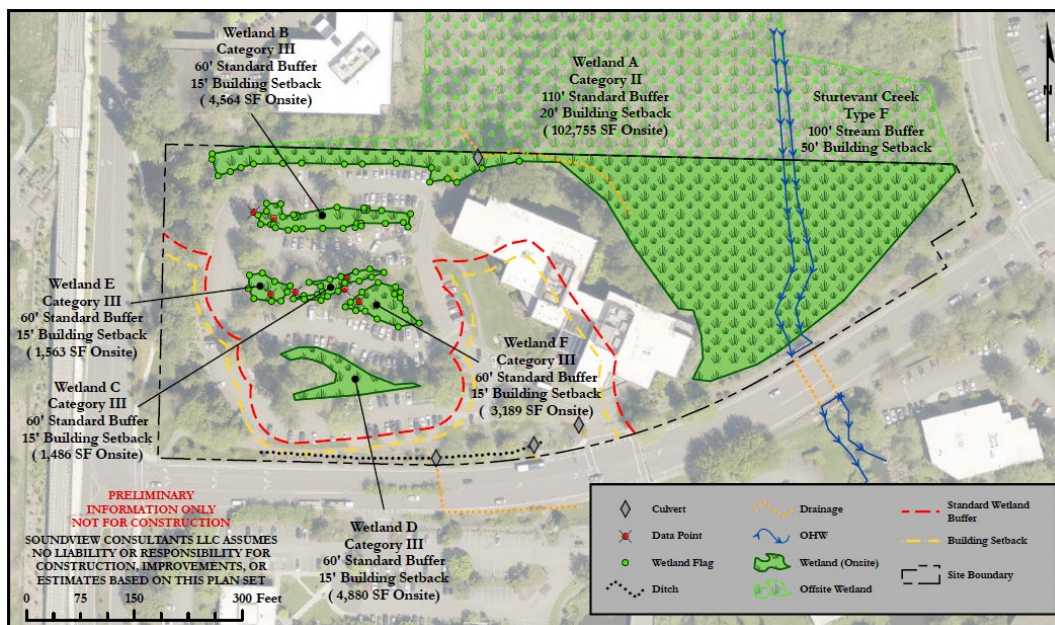 Wetland B
Category III
60' Standard Buffer
15' Building Setback
( 4,564 SF Onsite)
Wetland A
Category II
110' Standard Buffer
20' Building Setback
(102,755 SF Onsite)
Sturtevant Creek
Type F
100' Stream Buffer
50' Building Setback
N
Wetland E
Category III
60' Standard Buffer
15' Building Setback
( 1,563 SF Onsite)
Wetland C
Category III
60' Standard Buffer
15' Building Setback
( 1,486 SF Onsite)
Wetland F
Category III
60' Standard Buffer
15' Building Setback
( 3,189 SF Onsite)
Wetland D
Category III
60' Standard Buffer
15' Building Setback
( 4,880 SF Onsite)
PRELIMINARY
INFORMATION ONLY
NOT FOR CONSTRUCTION
SOUNDVIEW CONSULTANTS LLC ASSUMES
NO LIABILITY OR RESPONSIBILITY FOR
CONSTRUCTION, IMPROVEMENTS, OR
ESTIMATES BASED ON THIS PLAN SET
0 75 150 300 Feet
Culvert
Data Point
Wetland Flag
Ditch
Drainage
OHW
Wetland (Onsite)
Offsite Wetland
Standard Wetland
Buffer
Building Setback
Site Boundary